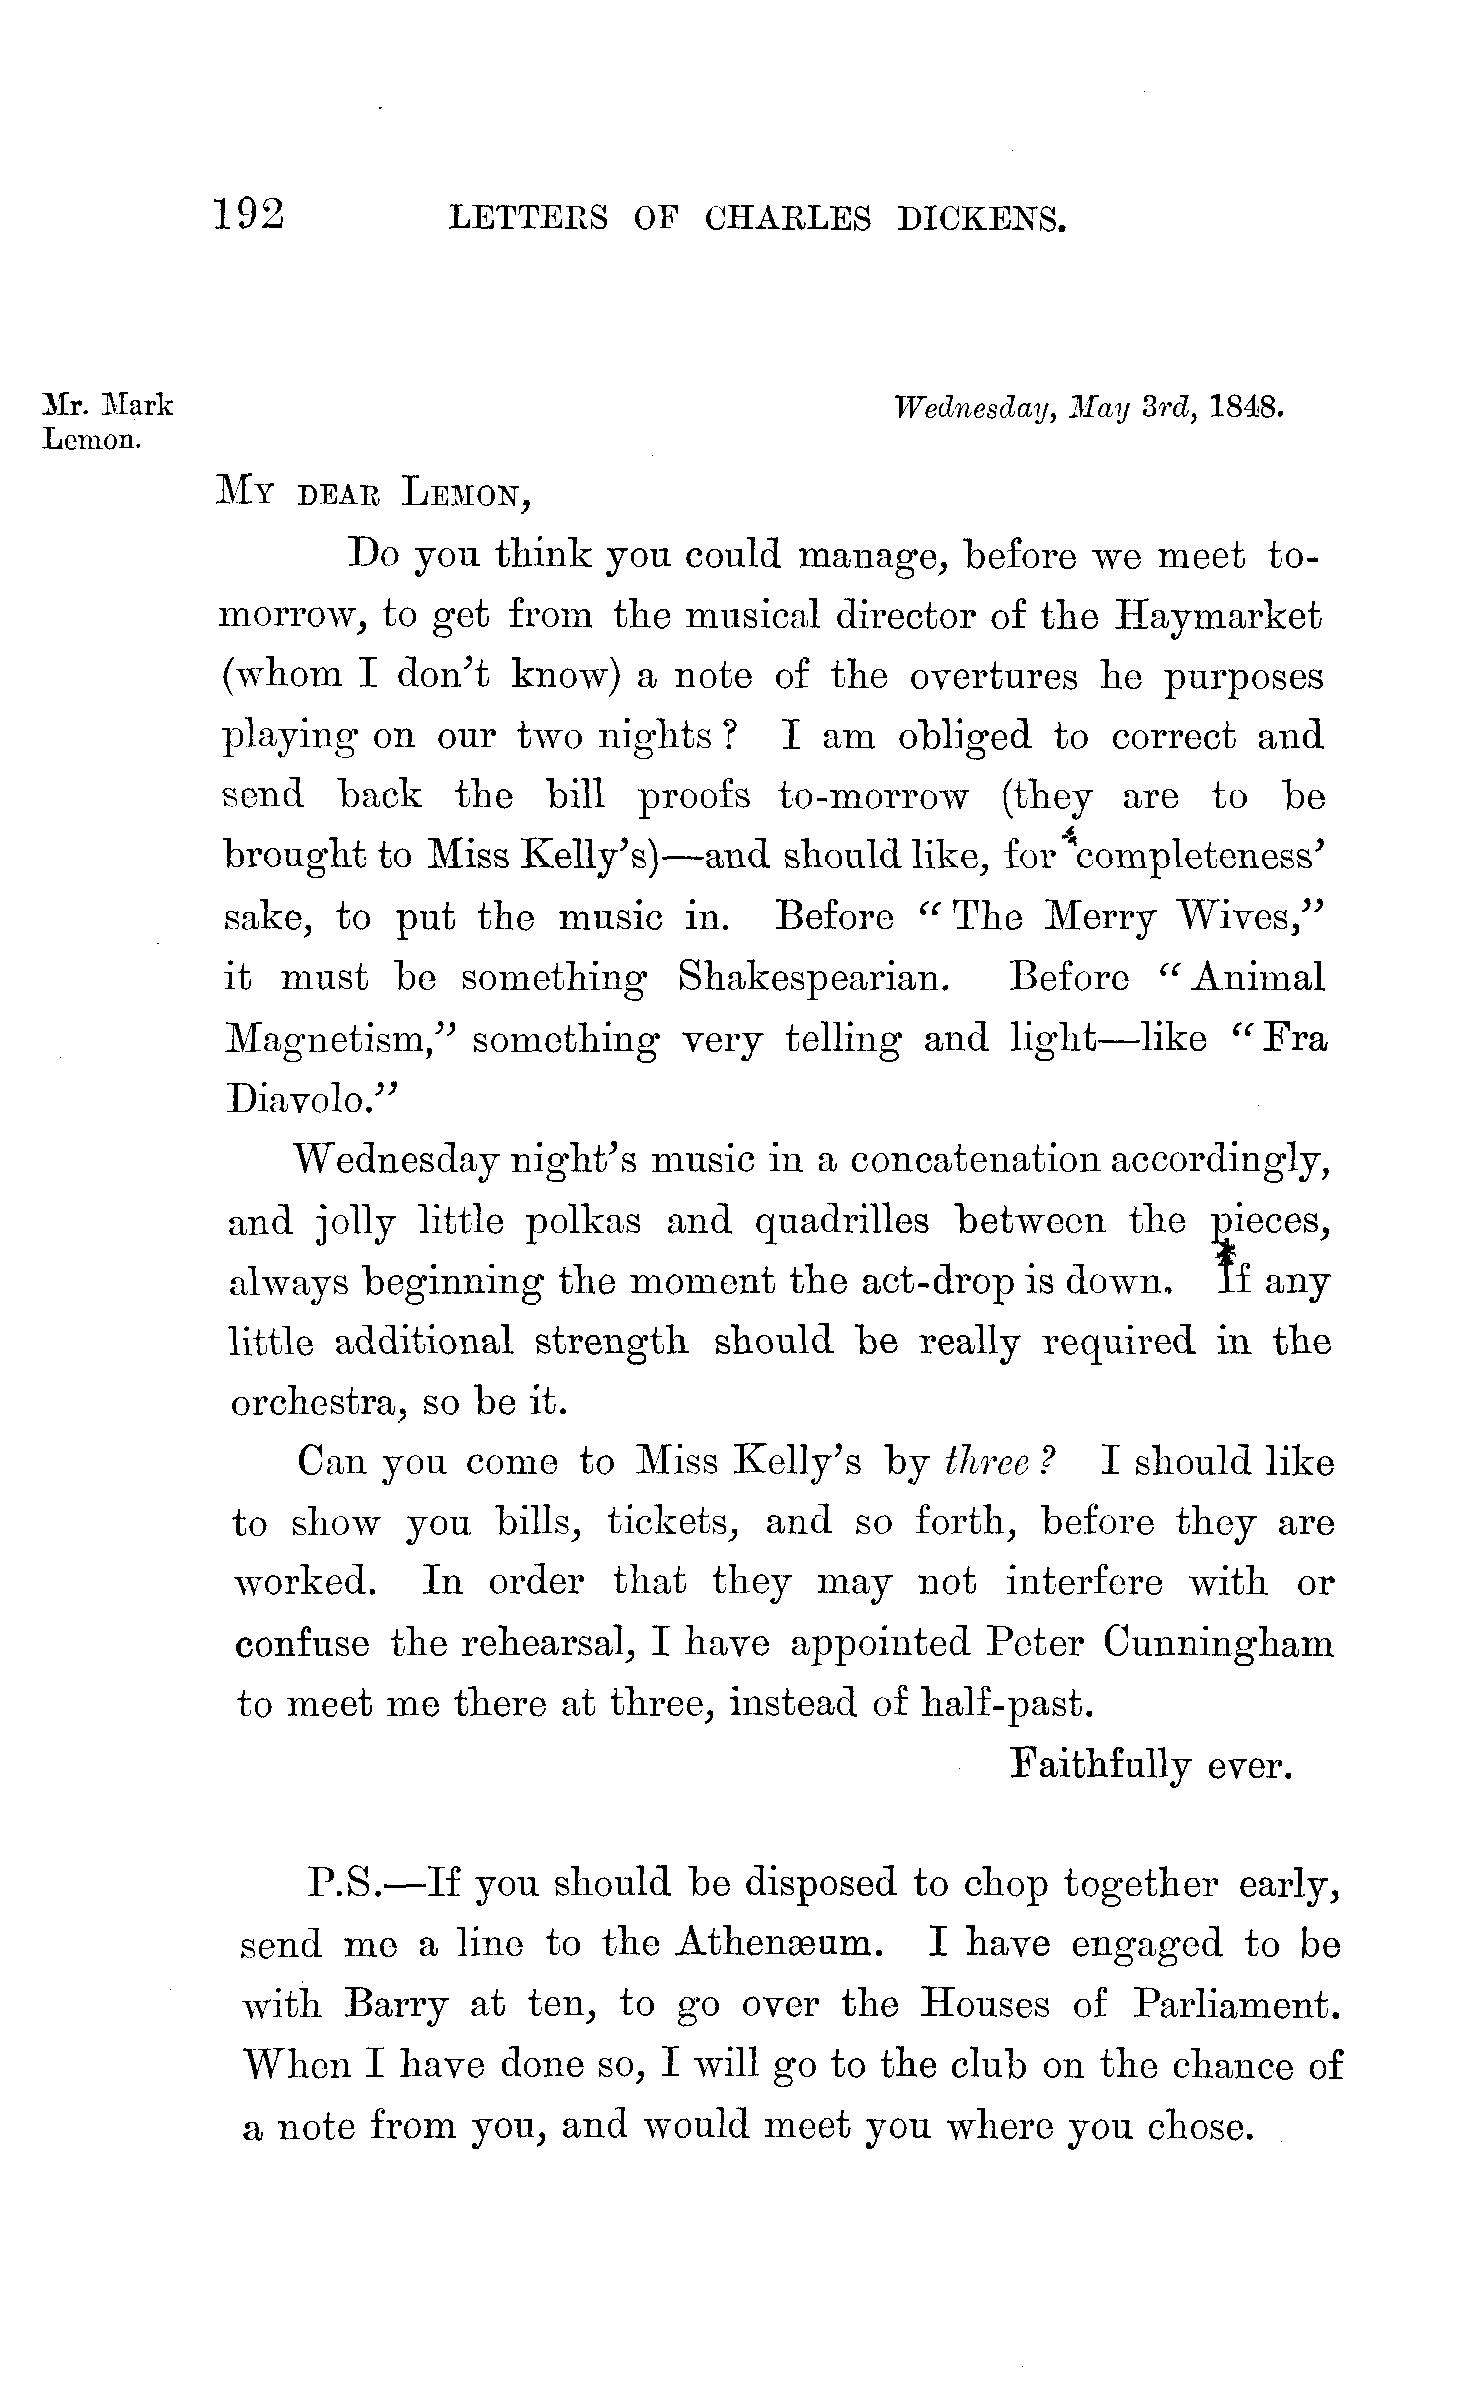 192 LETTERS OF CHARLES DICKENS.
Mr. Mark
Lemon.
Wednesday, May 3rd, 1848.
MY DEAR LEMON,
Do you think you could manage, before we meet to-
morrow, to get from the musical director of the Haymarket
(whom I don't know) a note of the overtures he purposes
playing on our two nights? I am obliged to correct and
send back the bill proofs to-morrow (they are to be
brought to Miss Kelly's)—and should like, for completeness'
sake, to put the music in. Before "The Merry Wives,"
it must be something Shakespearian. Before "Animal
Magnetism," something very telling and light—like "Fra
Diavolo."
Wednesday night's music in a concatenation accordingly,
and jolly little polkas and quadrilles between the pieces,
always beginning the moment the act-drop is down. If any
little additional strength should be really required in the
orchestra, so be it.
Can you come to Miss Kelly's by three? I should like
to show you bills, tickets, and so forth, before they are
worked. In order that they may not interfere with or
confuse the rehearsal, I have appointed Peter Cunningham
to meet me there at three, instead of half-past.
Faithfully ever.
P.S.—If you should be disposed to chop together early,
send me a line to the Athenæum. I have engaged to be
with Barry at ten, to go over the Houses of Parliament.
When I have done so, I will go to the club on the chance of
a note from you, and would meet you where you chose.